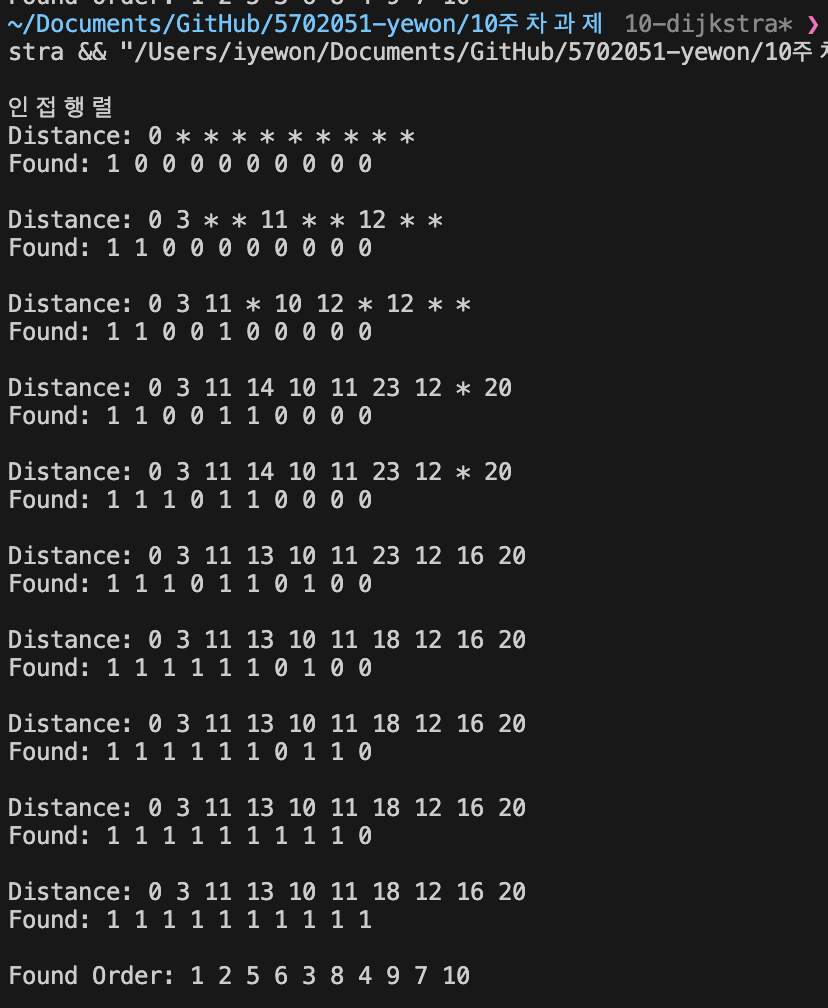 ~/Documents/GitHub/5702051-yewon/10주차과제 10-dijkstra* ❯
stra && "/Users/iyewon/Documents/GitHub/5702051-yewon/10주
인접행렬
Distance: 0 * * * * * * * * *
Found: 1 0 0 0 0 0 0 0 0 0
Distance: 0 3 * * 11 * * 12 * *
Found: 1 1 0 0 0 0 0 0 0 0
Distance: 0 3 11 * 10 12 * 12 * *
Found: 1 1 0 0 1 0 0 0 0 0
Distance: 0 3 11 14 10 11 23 12 * 20
Found: 1 1 0 0 1 1 0 0 0 0
Distance: 0 3 11 14 10 11 23 12 * 20
Found: 1 1 1 0 1 1 0 0 0 0
Distance: 0 3 11 13 10 11 23 12 16 20
Found: 1 1 1 0 1 1 0 1 0 0
Distance: 0 3 11 13 10 11 18 12 16 20
Found: 1 1 1 1 1 1 0 1 0 0
Distance: 0 3 11 13 10 11 18 12 16 20
Found: 1 1 1 1 1 1 0 1 1 0
Distance: 0 3 11 13 10 11 18 12 16 20
Found: 1 1 1 1 1 1 1 1 1 0
Distance: 0 3 11 13 10 11 18 12 16 20
Found: 1 1 1 1 1 1 1 1 1 1
Found Order: 1 2 5 6 3 8 4 9 7 10